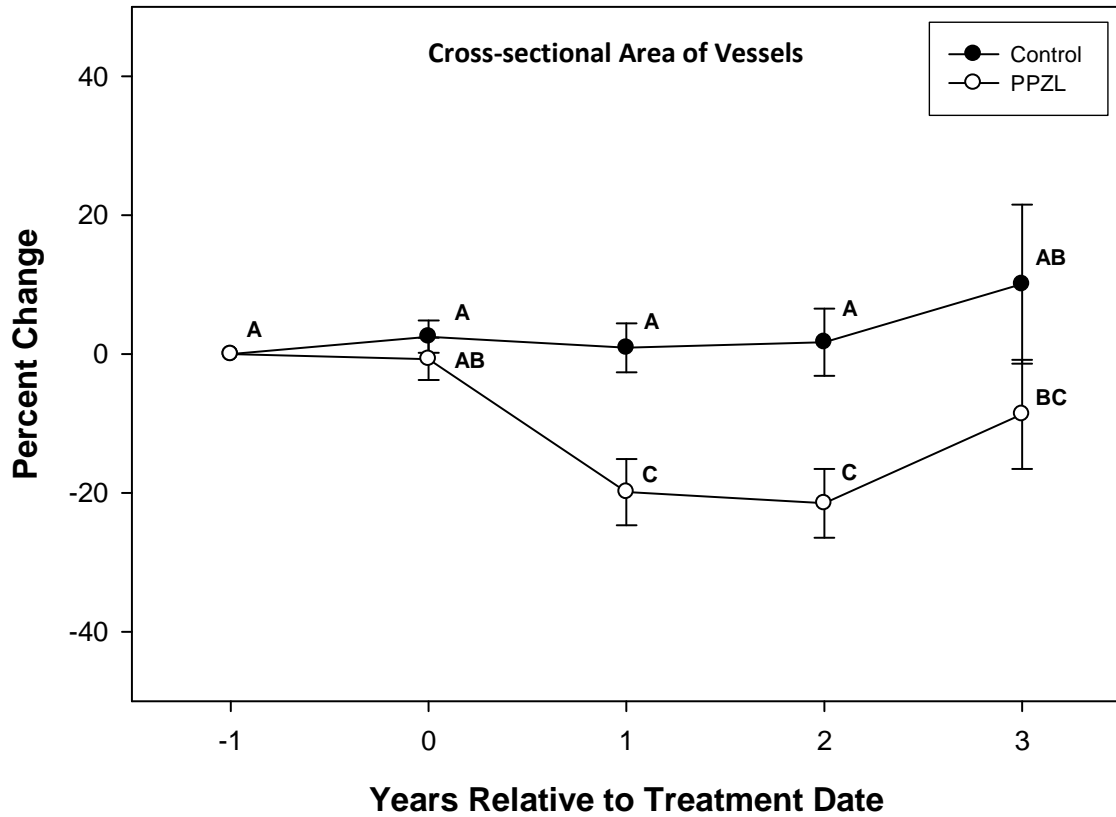 Cross-sectional Area of Vessels
Control
PPZL
Percent Change
40
20
0
-20
-40
A
A
A
A
AB
AB
C
C
BC
-1
0
1
2
3
Years Relative to Treatment Date